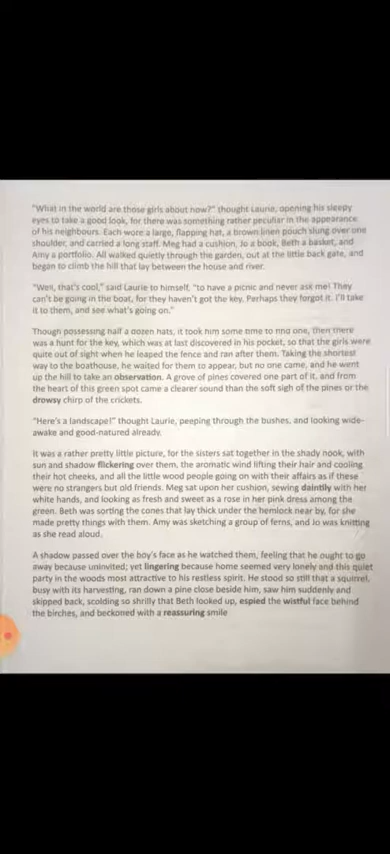 "What in the world are those girls about now?" thought Laurie, opening his sleepy
eyes to take a good look, for there was something rather peculiar in the appearance
of his neighbours. Each wore a large, flapping hat, a brown linen pouch slung over one
shoulder, and carried a long staff. Meg had a cushion, Jo a book, Beth a basket, and
Amy a portfolio. All walked quietly through the garden, out at the little back gate, and
began to climb the hill that lay between the house and river.
"Well, that's cool," said Laurie to himself, "to have a picnic and never ask me! They
can't be going in the boat, for they haven't got the key. Perhaps they forgot it. I'll take
it to them, and see what's going on."
Though possessing half a dozen hats, it took him some time to find one, then there
was a hunt for the key, which was at last discovered in his pocket, so that the girls were
quite out of sight when he leaped the fence and ran after them. Taking the shortest
way to the boathouse, he waited for them to appear, but no one came, and he went
up the hill to take an observation. A grove of pines covered one part of it, and from
the heart of this green spot came a clearer sound than the soft sigh of the pines or the
drowsy chirp of the crickets.
"Here's a landscape!" thought Laurie, peeping through the bushes, and looking wide-
awake and good-natured already.
It was a rather pretty little picture, for the sisters sat together in the shady nook, with
sun and shadow flickering over them, the aromatic wind lifting their hair and cooling
their hot cheeks, and all the little wood people going on with their affairs as if these
were no strangers but old friends. Meg sat upon her cushion, sewing daintily with her
white hands, and looking as fresh and sweet as a rose in her pink dress among the
green. Beth was sorting the cones that lay thick under the hemlock near by, for she
made pretty things with them. Amy was sketching a group of ferns, and Jo was knitting
as she read aloud.
A shadow passed over the boy's face as he watched them, feeling that he ought to go
away because uninvited; yet lingering because home seemed very lonely and this quiet
party in the woods most attractive to his restless spirit. He stood so still that a squirrel,
busy with its harvesting, ran down a pine close beside him, saw him suddenly and
skipped back, scolding so shrilly that Beth looked up, espied the wistful face behind
the birches, and beckoned with a reassuring smile